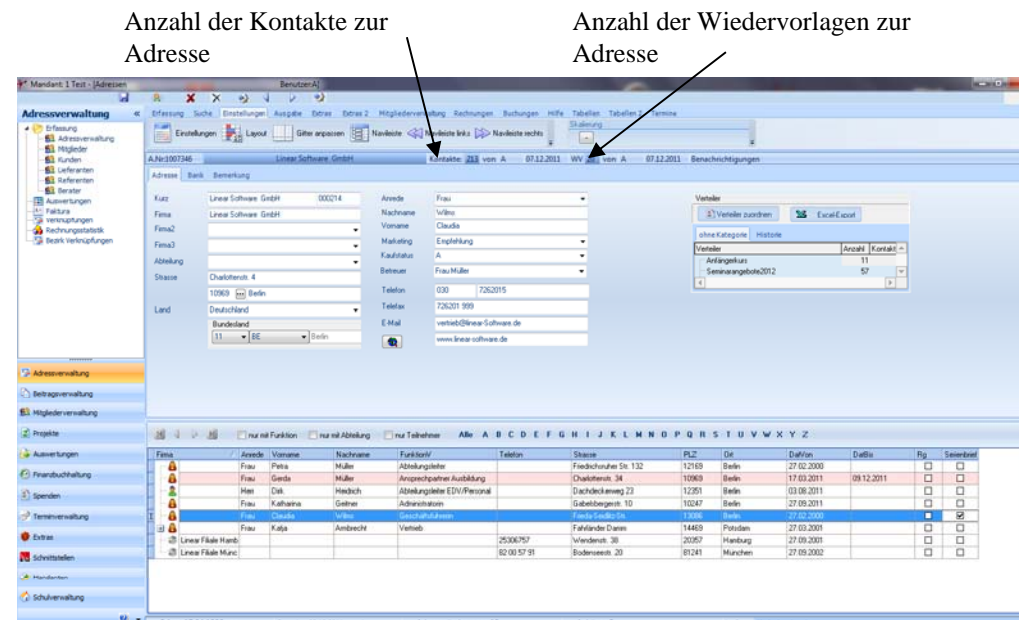 Anzahl der Kontakte zur
Adresse
Anzahl der Wiedervorlagen zur
Adresse
Mandant: 1 Test - [Adressen Benutzer:A]
Adressverwaltung «
Erfassung Suche Einstellungen Ausgabe Extras Extras 2 Mitgliederverwaltung Rechnungen Buchungen Hilfe Tabellen Tabellen 2 Termine
Einstellungen Layout Gitter anpassen Navileiste Navileiste links Navileiste rechts
Skalierung
Erfassung
Adressverwaltung
Mitglieder
Kunden
Lieferanten
Referenten
Berater
Auswertungen
Faktura
Verknüpfungen
Rechnungsstatistik
Bezirk Verknüpfungen
A.Nr:1007346 Linear Software GmbH Kontakte: 213 von A 07.12.2011 WV von A 07.12.2011 Benachrichtigungen
Adresse Bank Bemerkung
Kurz Linear Software GmbH 000214
Firma Linear Software GmbH
Firma2
Firma3
Abteilung
Strasse Charlottenstr. 4
10969 Berlin
Land Deutschland
Bundesland
11 BE Berlin
Anrede Frau
Nachname Wilms
Vorname Claudia
Marketing Empfehlung
Kaufstatus A
Betreuer Frau Müller
Telefon 030 7262015
Telefax 726201 999
E-Mail vertrieb@linear-Software.de
www.linear-software.de
Verteiler
Verteiler zuordnen Excel-Export
ohne Kategorie Historie
Verteiler Anzahl Kontakt
Anfängerkurs 11
Seminarangebote2012 57
Adressverwaltung
Beitragsverwaltung
Mitgliederverwaltung
Projekte
Auswertungen
Finanzbuchhaltung
Spenden
Terminverwaltung
Extras
Schnittstellen
Mandanten
Schulverwaltung
nur mit Funktion nur mit Abteilung nur Teilnehmer Alle A B C D E F G H I J K L M N O P Q R S T U V W X Y Z
Firma Anrede Vorname Nachname FunktionV Telefon Strasse PLZ Ort DatVon DatBis Rg Serienbrief
Frau Petra Müller Abteilungsleiter Friedrichsruher Str. 132 12169 Berlin 27.02.2000
Frau Gerda Müller Ansprechpartner Ausbildung Charlottenstr. 34 10969 Berlin 17.03.2011 09.12.2011
Herr Dirk Heidrich Abteilungsleiter EDV/Personal Dachdeckerweg 23 12351 Berlin 03.08.2011
Frau Katharina Geitner Administratorin Gabelsbergerstr. 10 10247 Berlin 27.09.2011
Frau Claudia Wilms Geschäftsführerin Frieda-Seidlitz-Str. 13086 Berlin 27.02.2000
Frau Katja Ambrecht Vertrieb Fahrländer Damm 14469 Potsdam 27.03.2001
Linear Filiale Hamb 25306757 Wendenstr. 38 20357 Hamburg 27.09.2001
Linear Filiale Münc 82 00 57 91 Bodenseestr. 20 81241 München 27.09.2002